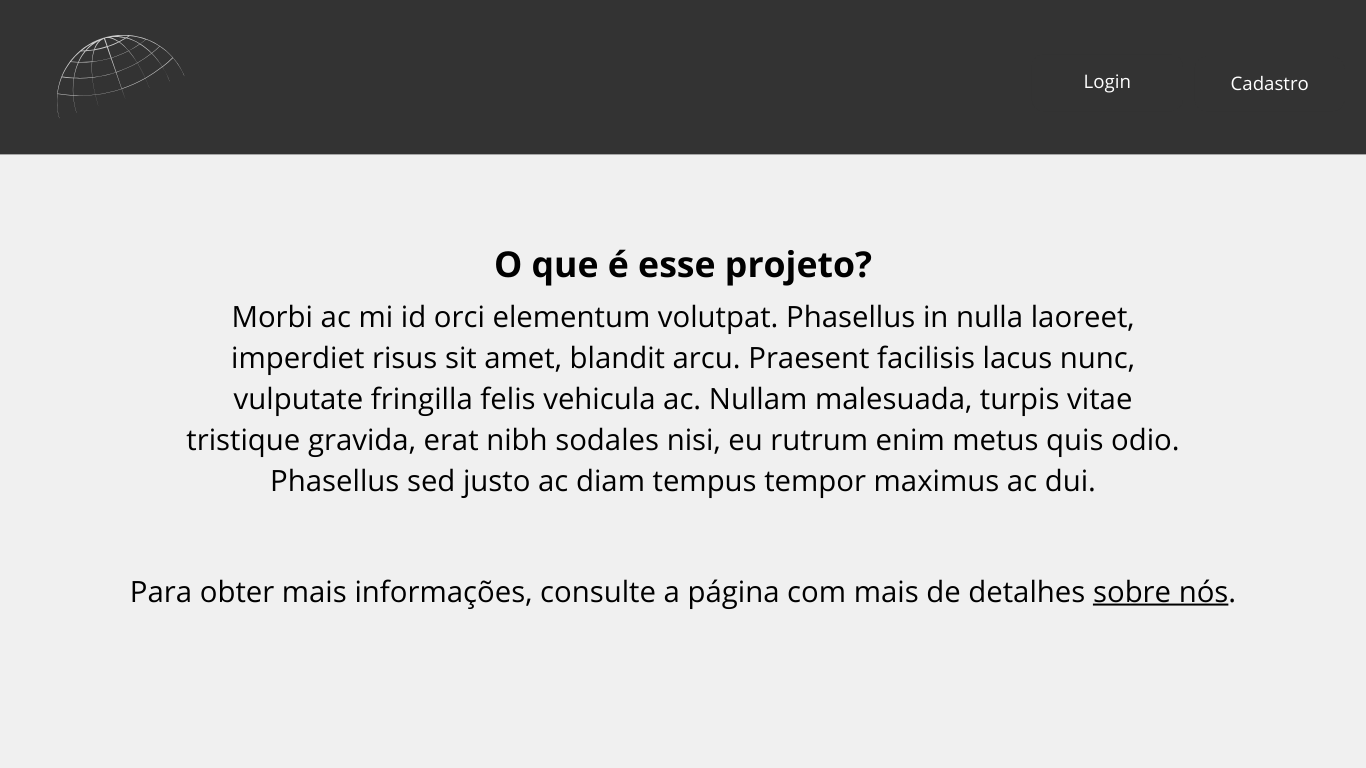 Login
Cadastro
O que é esse projeto?
Morbi ac mi id orci elementum volutpat. Phasellus in nulla laoreet,
imperdiet risus sit amet, blandit arcu. Praesent facilisis lacus nunc,
vulputate fringilla felis vehicula ac. Nullam malesuada, turpis vitae
tristique gravida, erat nibh sodales nisi, eu rutrum enim metus quis odio.
Phasellus sed justo ac diam tempus tempor maximus ac dui.
Para obter mais informações, consulte a página com mais de detalhes sobre nós.